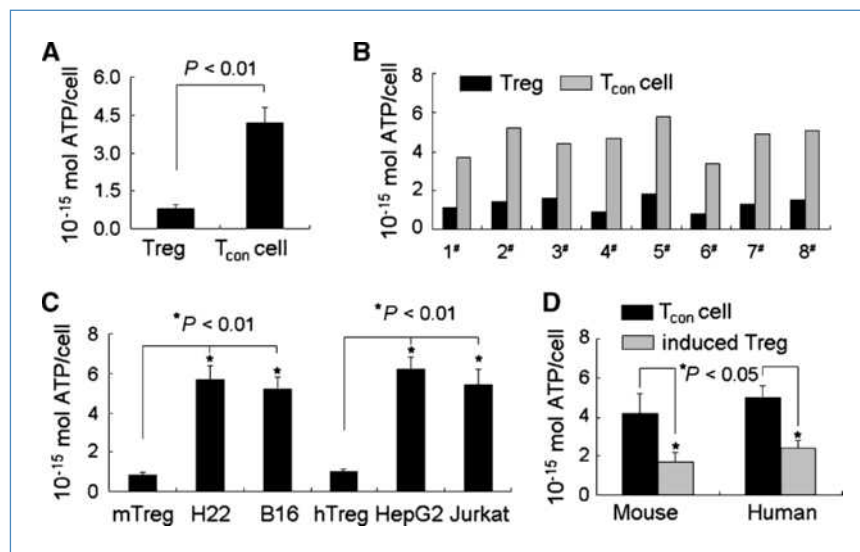 A
P < 0.01
10-15 mol ATP/cell
6.0
4.5
3.0
1.5
0.0
Treg Tcon cell
B
Treg Tcon cell
10-15 mol ATP/cell
8
6
4
2
0
1# 2# 3# 4# 5# 6# 7# 8#
C
*P < 0.01 *P < 0.01
10-15 mol ATP/cell
8
6
4
2
0
* * * *
mTreg H22 B16 hTreg HepG2 Jurkat
D
Tcon cell
induced Treg
*P < 0.05
10-15 mol ATP/cell
8
6
4
2
0
* *
Mouse Human